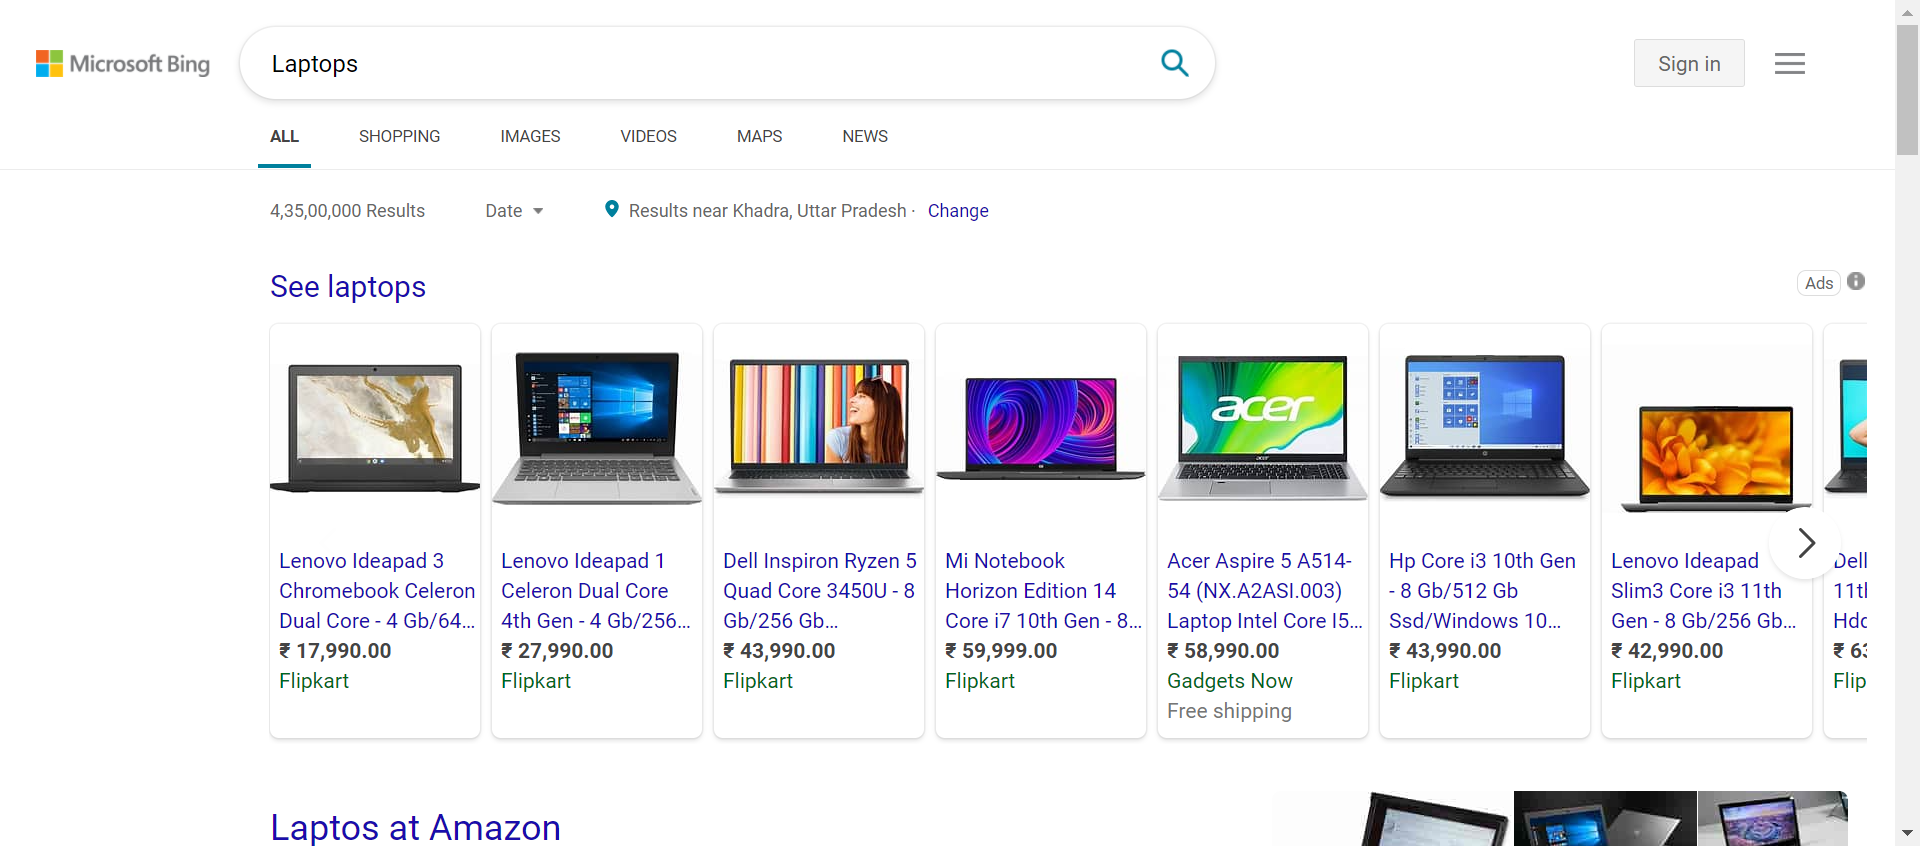 Microsoft Bing
Laptops
Sign in
ALL SHOPPING IMAGES VIDEOS MAPS NEWS
4,35,00,000 Results Date Results near Khadra, Uttar Pradesh · Change
See laptops
Ads
acer
Lenovo Ideapad 3
Chromebook Celeron
Dual Core - 4 Gb/64...
₹ 17,990.00
Flipkart
Lenovo Ideapad 1
Celeron Dual Core
4th Gen - 4 Gb/256...
₹ 27,990.00
Flipkart
Dell Inspiron Ryzen 5
Quad Core 3450U - 8
Gb/256 Gb...
₹ 43,990.00
Flipkart
Mi Notebook
Horizon Edition 14
Core i7 10th Gen - 8...
₹ 59,999.00
Flipkart
Acer Aspire 5 A514-
54 (NX.A2ASI.003)
Laptop Intel Core I5...
₹ 58,990.00
Gadgets Now
Free shipping
Hp Core i3 10th Gen
- 8 Gb/512 Gb
Ssd/Windows 10...
₹ 43,990.00
Flipkart
Lenovo Ideapad
Slim3 Core i3 11th
Gen - 8 Gb/256 Gb...
₹ 42,990.00
Flipkart
Dell
11th
Hdd
₹ 63
Flip
Laptos at Amazon